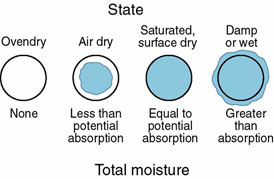 State
Ovendry
Air dry
Saturated,
surface dry
Damp
or wet
None
Less than
potential
absorption
Equal to
potential
absorption
Greater
than
absorption
Total moisture